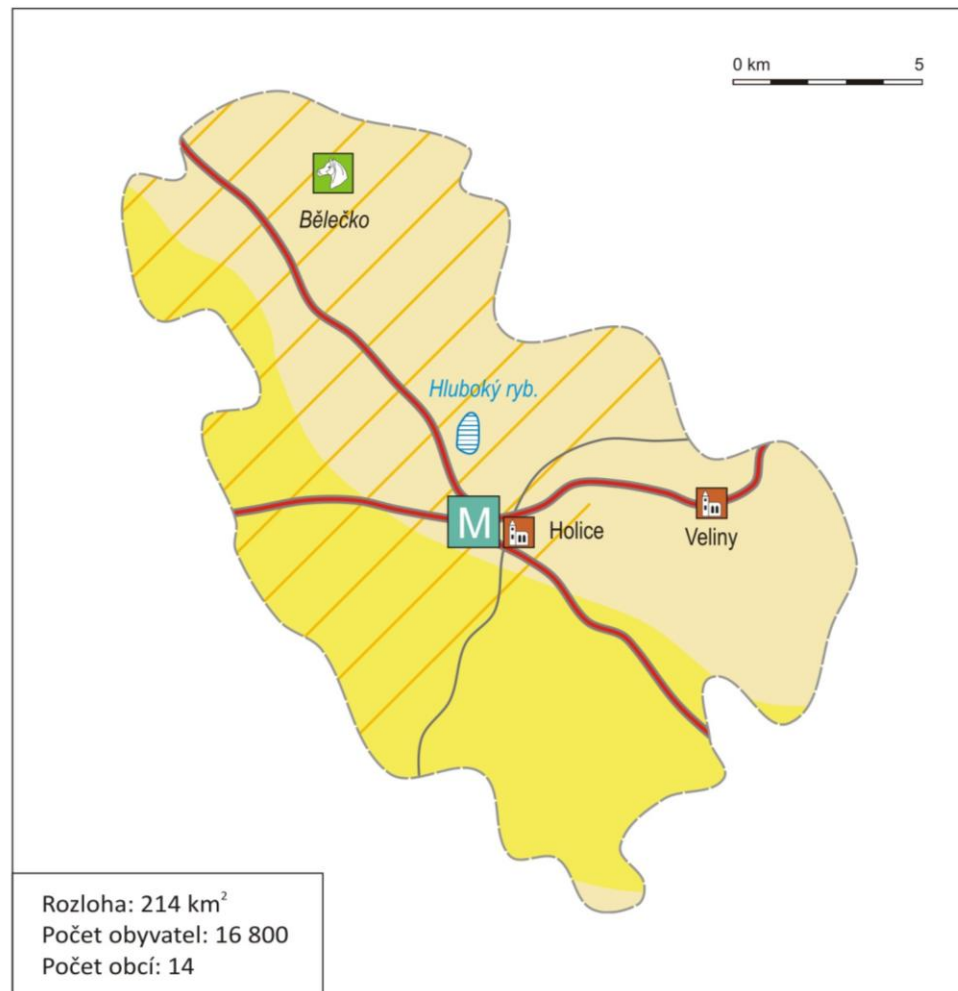 0 km 5
Bělečko
Hluboký ryb.
M
Holice
Veliny
Rozloha: 214 km²
Počet obyvatel: 16 800
Počet obcí: 14